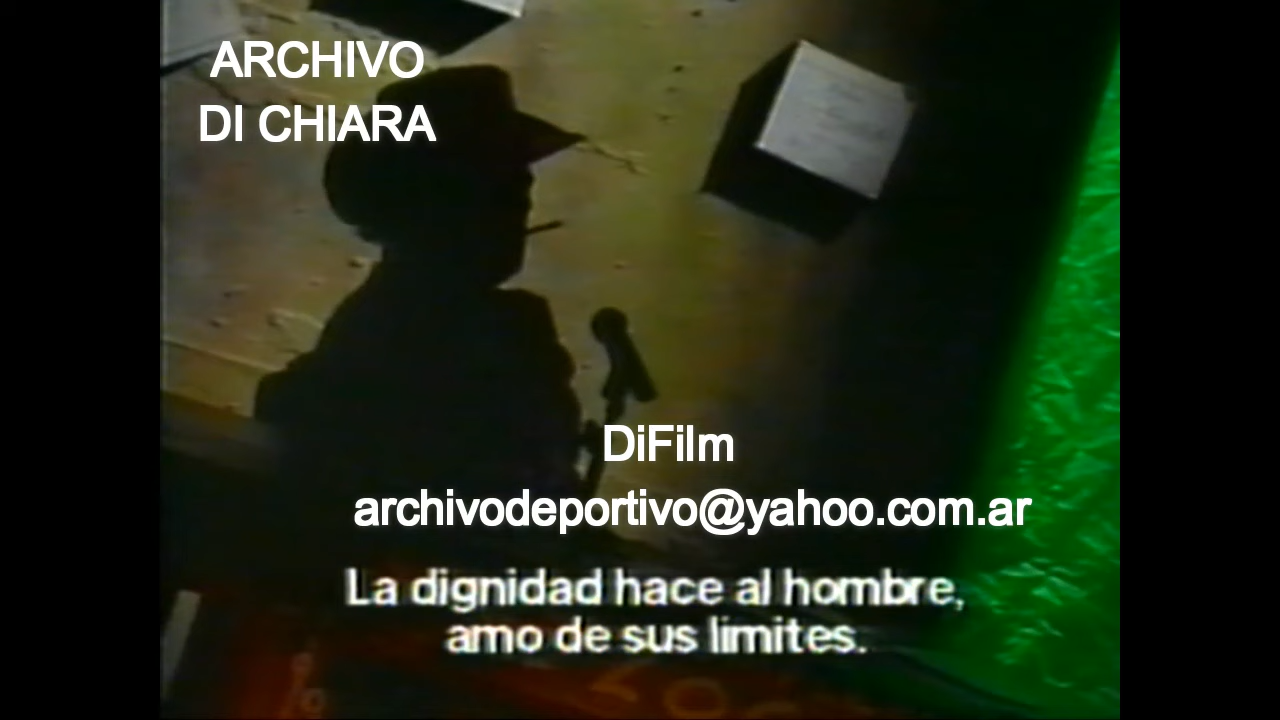 ARCHIVO
DI CHIARA
DiFilm
archivodeportivo@yahoo.com.ar
La dignidad hace al hombre,
amo de sus limites.